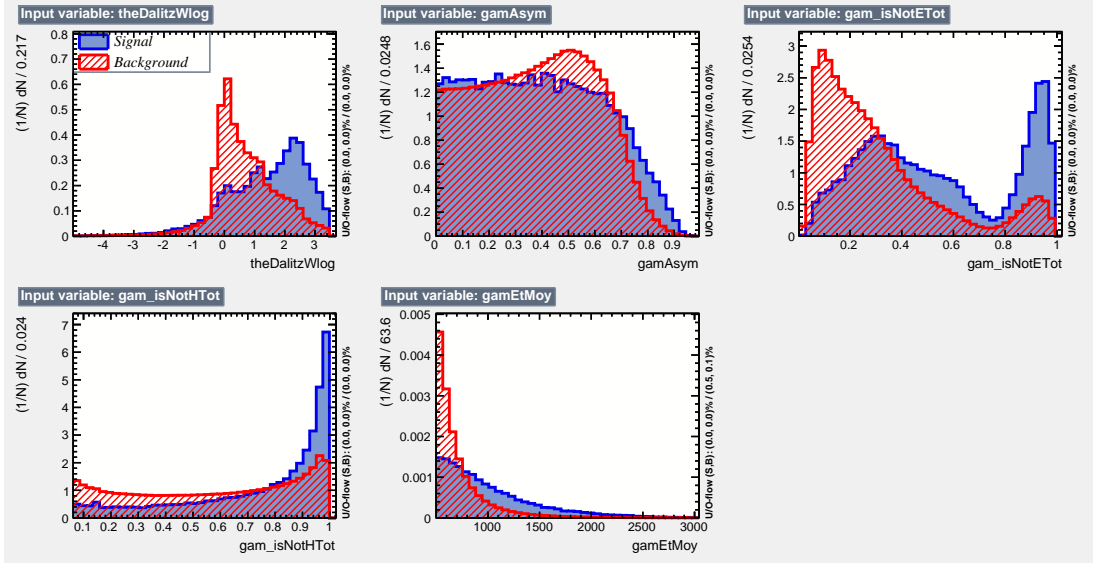 Input variable: theDalitzWlog
(1/N) dN / 0.217
0.8
0.7
0.6
0.5
0.4
0.3
0.2
0.1
0
Signal
Background
-4 -3 -2 -1 0 1 2 3
theDalitzWlog
U/O-flow (S,B): (0.0, 0.0)% / (0.0, 0.0)%
Input variable: gamAsym
(1/N) dN / 0.0248
1.6
1.4
1.2
1
0.8
0.6
0.4
0.2
0
0 0.1 0.2 0.3 0.4 0.5 0.6 0.7 0.8 0.9
gamAsym
U/O-flow (S,B): (0.0, 0.0)% / (0.0, 0.0)%
Input variable: gam_isNotETot
(1/N) dN / 0.0254
3
2.5
2
1.5
1
0.5
0
0.2 0.4 0.6 0.8 1
gam_isNotETot
U/O-flow (S,B): (0.0, 0.0)% / (0.0, 0.0)%
Input variable: gam_isNotHTot
(1/N) dN / 0.024
7
6
5
4
3
2
1
0
0.1 0.2 0.3 0.4 0.5 0.6 0.7 0.8 0.9 1
gam_isNotHTot
U/O-flow (S,B): (0.0, 0.0)% / (0.0, 0.0)%
Input variable: gamEtMoy
(1/N) dN / 63.6
0.005
0.004
0.003
0.002
0.001
0
1000 1500 2000 2500 3000
gamEtMoy
U/O-flow (S,B): (0.0, 0.0)% / (0.5, 0.1)%